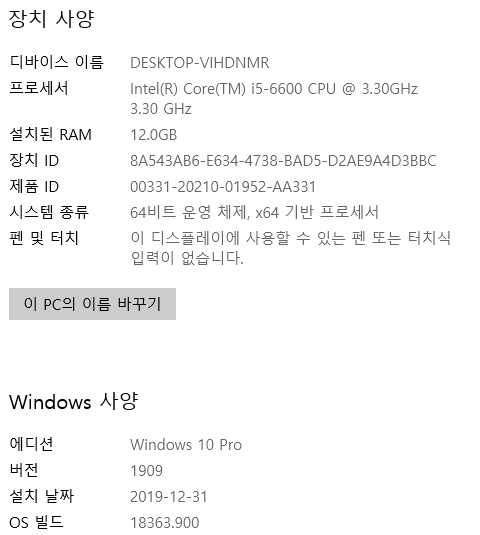 장치 사양
디바이스 이름 DESKTOP-VIHDNMR
프로세서 Intel(R) Core(TM) i5-6600 CPU @ 3.30GHz
3.30 GHz
설치된 RAM 12.0GB
장치 ID 8A543AB6-E634-4738-BAD5-D2AE9A4D3BBC
제품 ID 00331-20210-01952-AA331
시스템 종류 64비트 운영 체제, x64 기반 프로세서
펜 및 터치 이 디스플레이에 사용할 수 있는 펜 또는 터치식
입력이 없습니다.
이 PC의 이름 바꾸기
Windows 사양
에디션 Windows 10 Pro
버전 1909
설치 날짜 2019-12-31
OS 빌드 18363.900